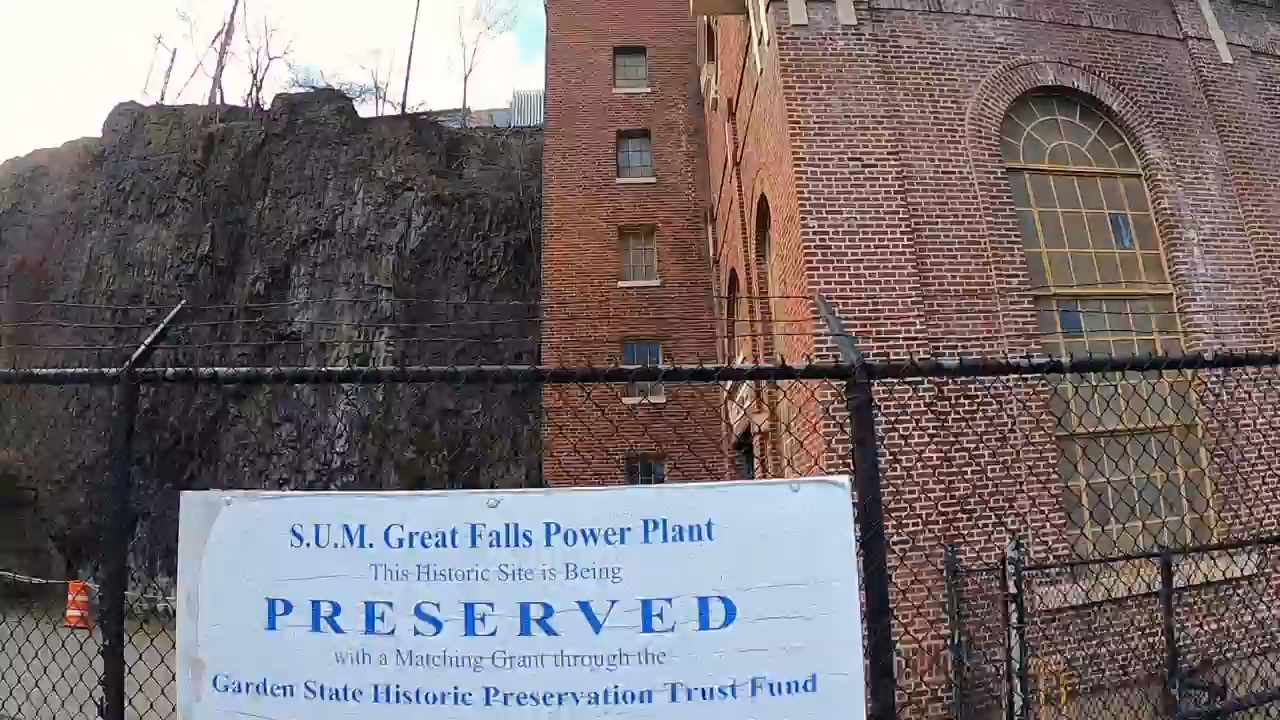 S.U.M. Great Falls Power Plant
This Historic Site is Being
PRESERVED
with a Matching Grant through the
Garden State Historic Preservation Trust Fund